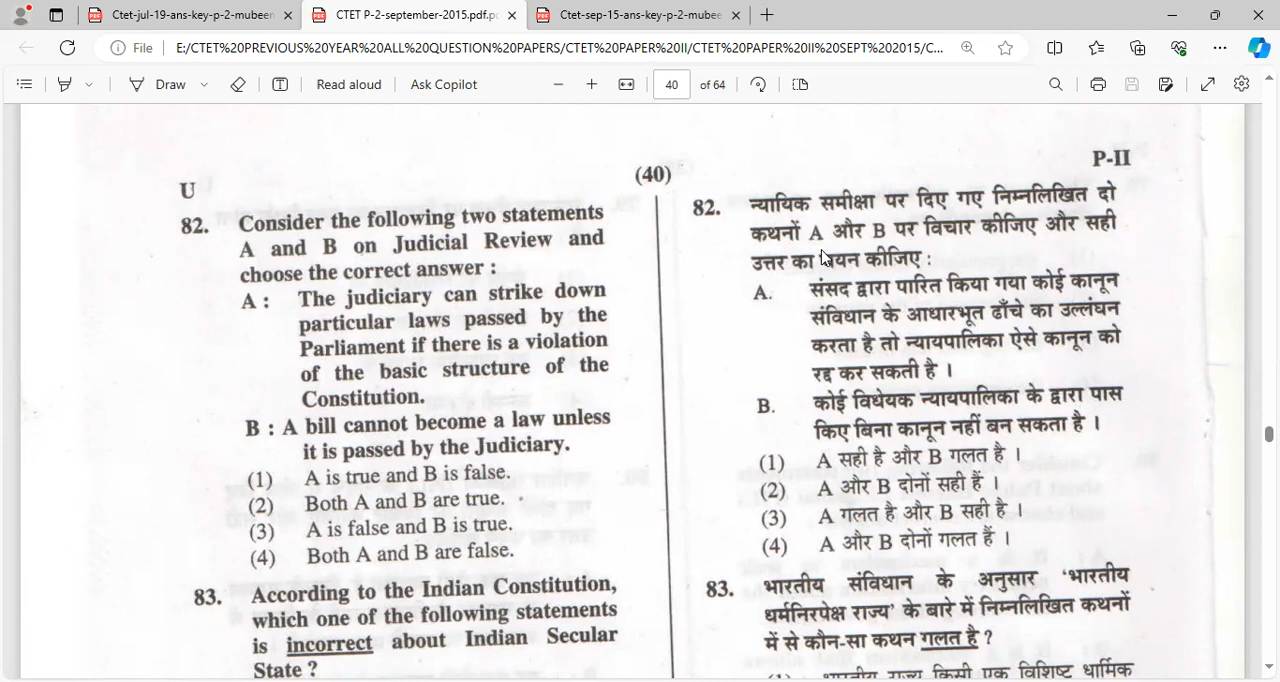 Ctet-jul-19-ans-key-p-2-mubee
CTET P-2-september-2015.pdf.p
Ctet-sep-15-ans-key-p-2-mubee
File
E:/CTET%20PREVIOUS%20YEAR%20ALL%20QUESTION%20PAPERS/CTET%20PAPER%20II/CTET%20PAPER%20II%20SEPT%202015/C...
Draw
Read aloud
Ask Copilot
40
of 64
P-II
(40)
U
82. Consider the following two statements
A and B on Judicial Review and
choose the correct answer :
A : The judiciary can strike down
particular laws passed by the
Parliament if there is a violation
of the basic structure of the
Constitution.
B : A bill cannot become a law unless
it is passed by the Judiciary.
(1) A is true and B is false.
(2) Both A and B are true.
(3) A is false and B is true.
(4) Both A and B are false.
83. According to the Indian Constitution,
which one of the following statements
is incorrect about Indian Secular
State ?
82. न्यायिक समीक्षा पर दिए गए निम्नलिखित दो
कथनों A और B पर विचार कीजिए और सही
उत्तर का चयन कीजिए :
A. संसद द्वारा पारित किया गया कोई कानून
संविधान के आधारभूत ढाँचे का उल्लंघन
करता है तो न्यायपालिका ऐसे कानून को
रद्द कर सकती है ।
B. कोई विधेयक न्यायपालिका के द्वारा पास
किए बिना कानून नहीं बन सकता है ।
(1) A सही है और B गलत है ।
(2) A और B दोनों सही हैं ।
(3) A गलत है और B सही है ।
(4) A और B दोनों गलत हैं ।
83. भारतीय संविधान के अनुसार ‘भारतीय
धर्मनिरपेक्ष राज्य’ के बारे में निम्नलिखित कथनों
में से कौन-सा कथन गलत है ?
(1) भारतीय राज्य किसी एक विशिष्ट धार्मिक